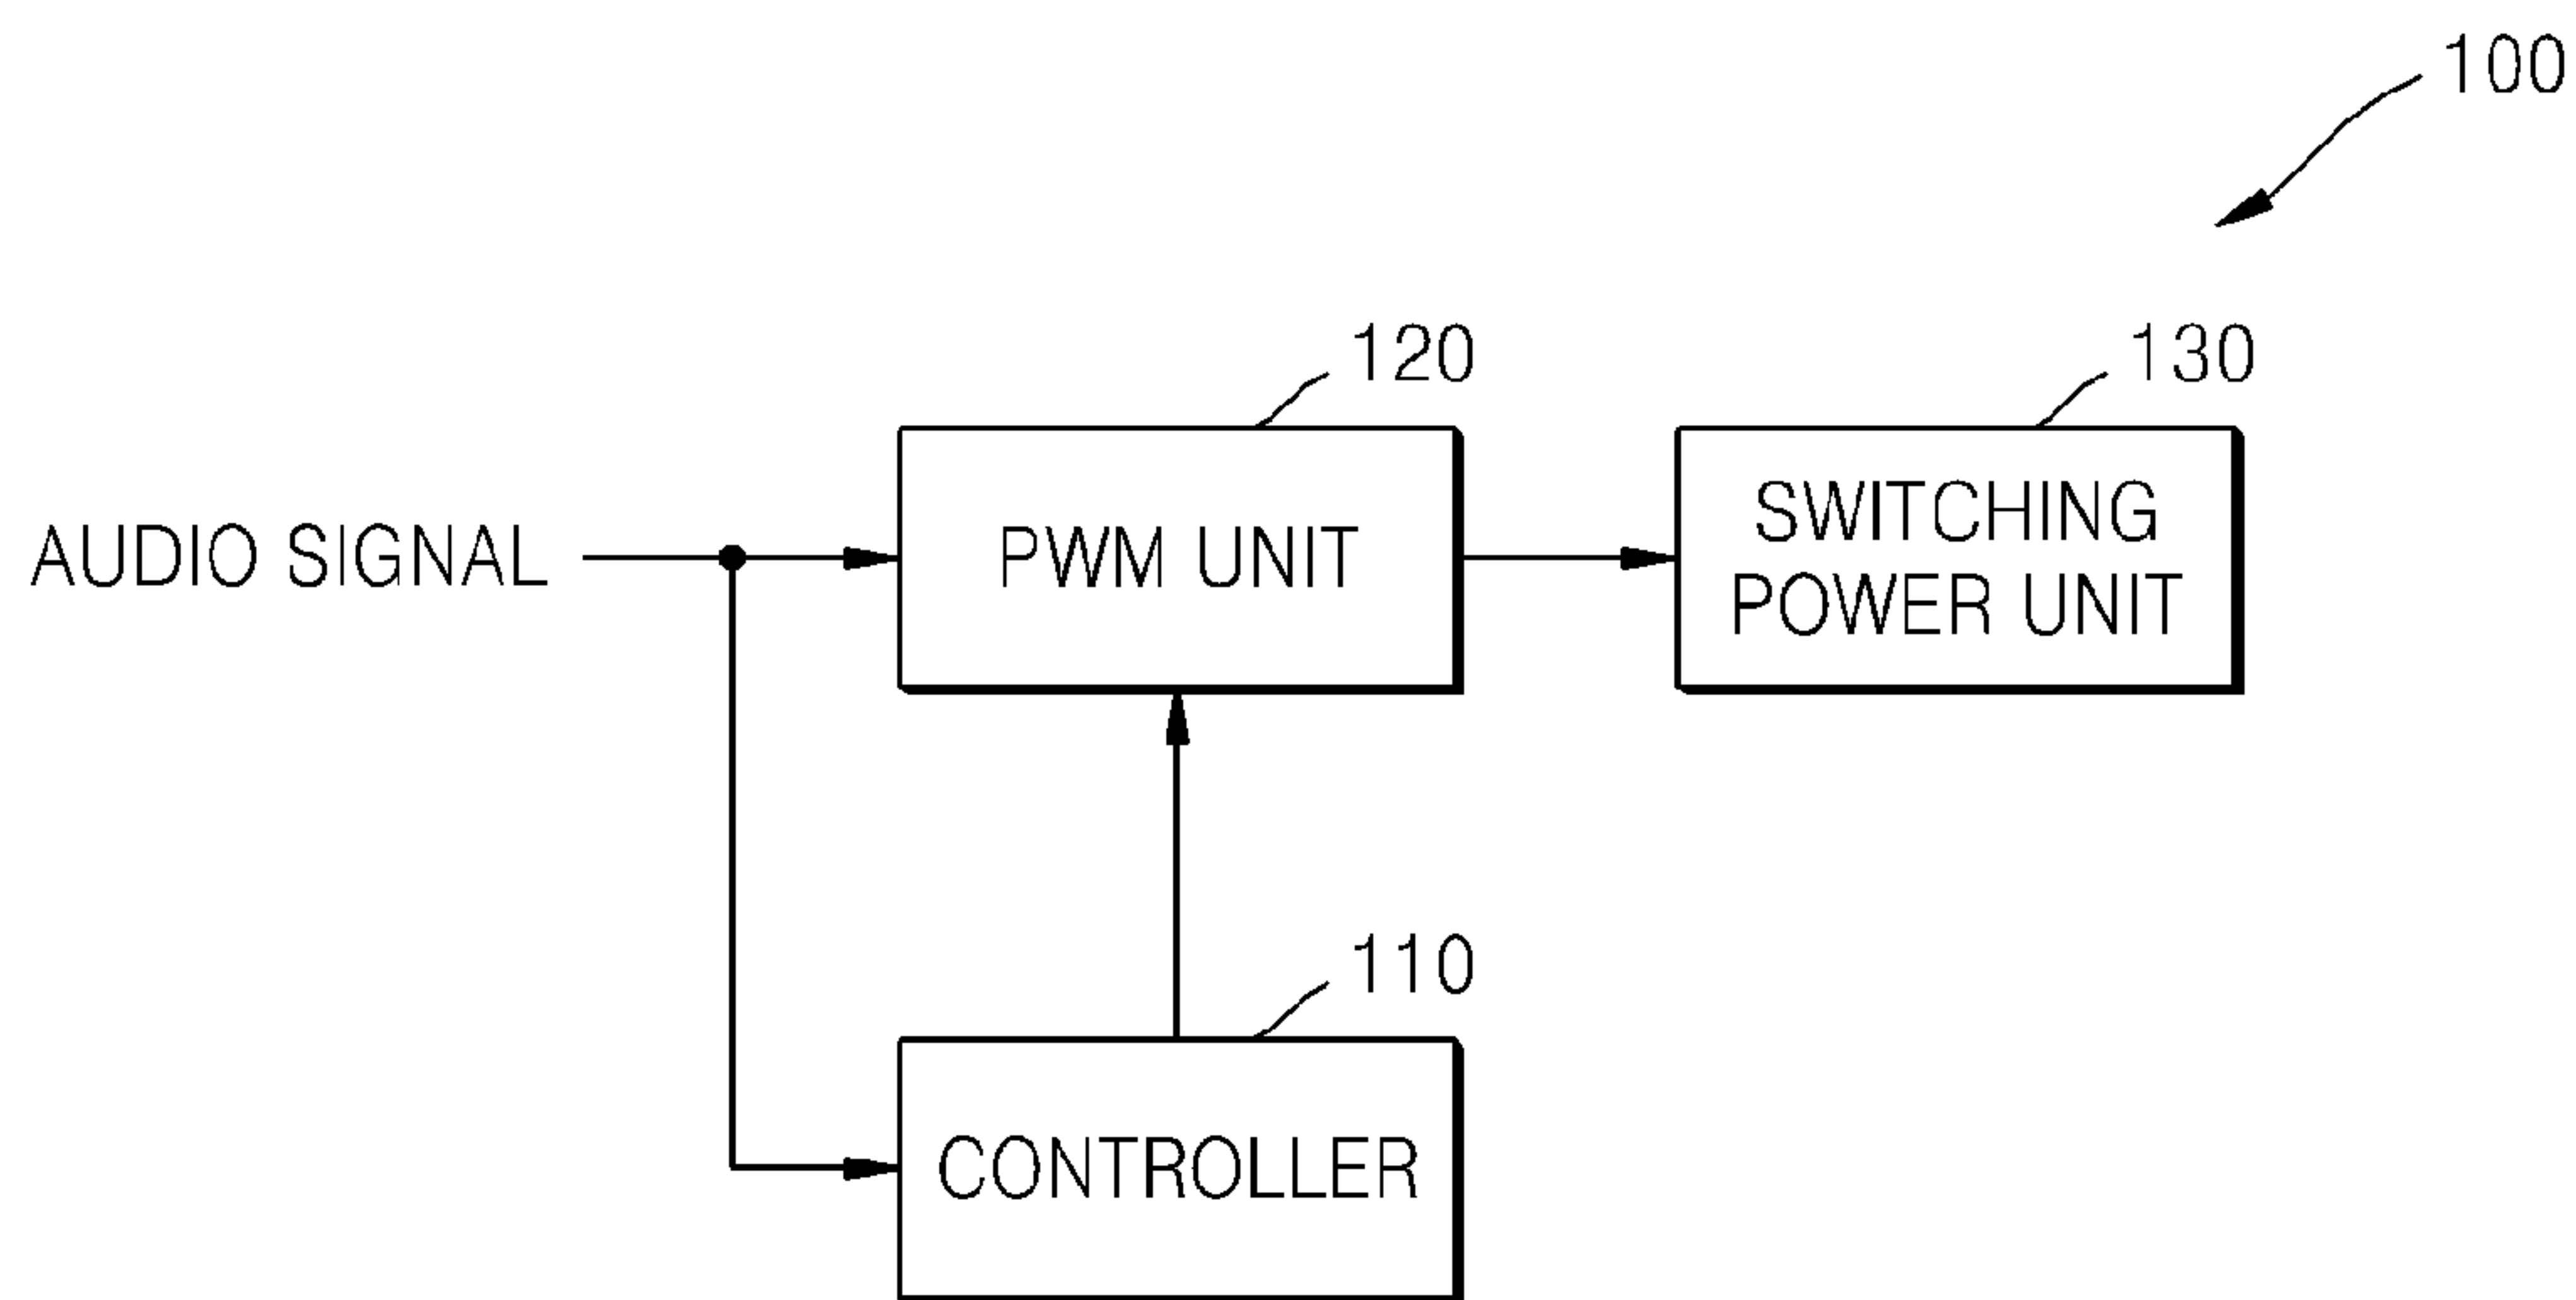 100
120
130
AUDIO SIGNAL
PWM UNIT
SWITCHING
POWER UNIT
110
CONTROLLER